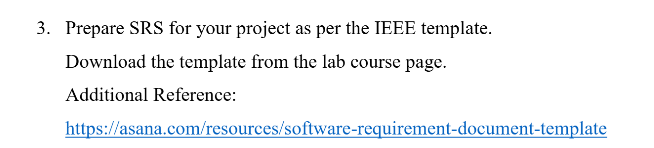 3. Prepare SRS for your project as per the IEEE template.
Download the template from the lab course page.
Additional Reference:
https://asana.com/resources/software-requirement-document-template